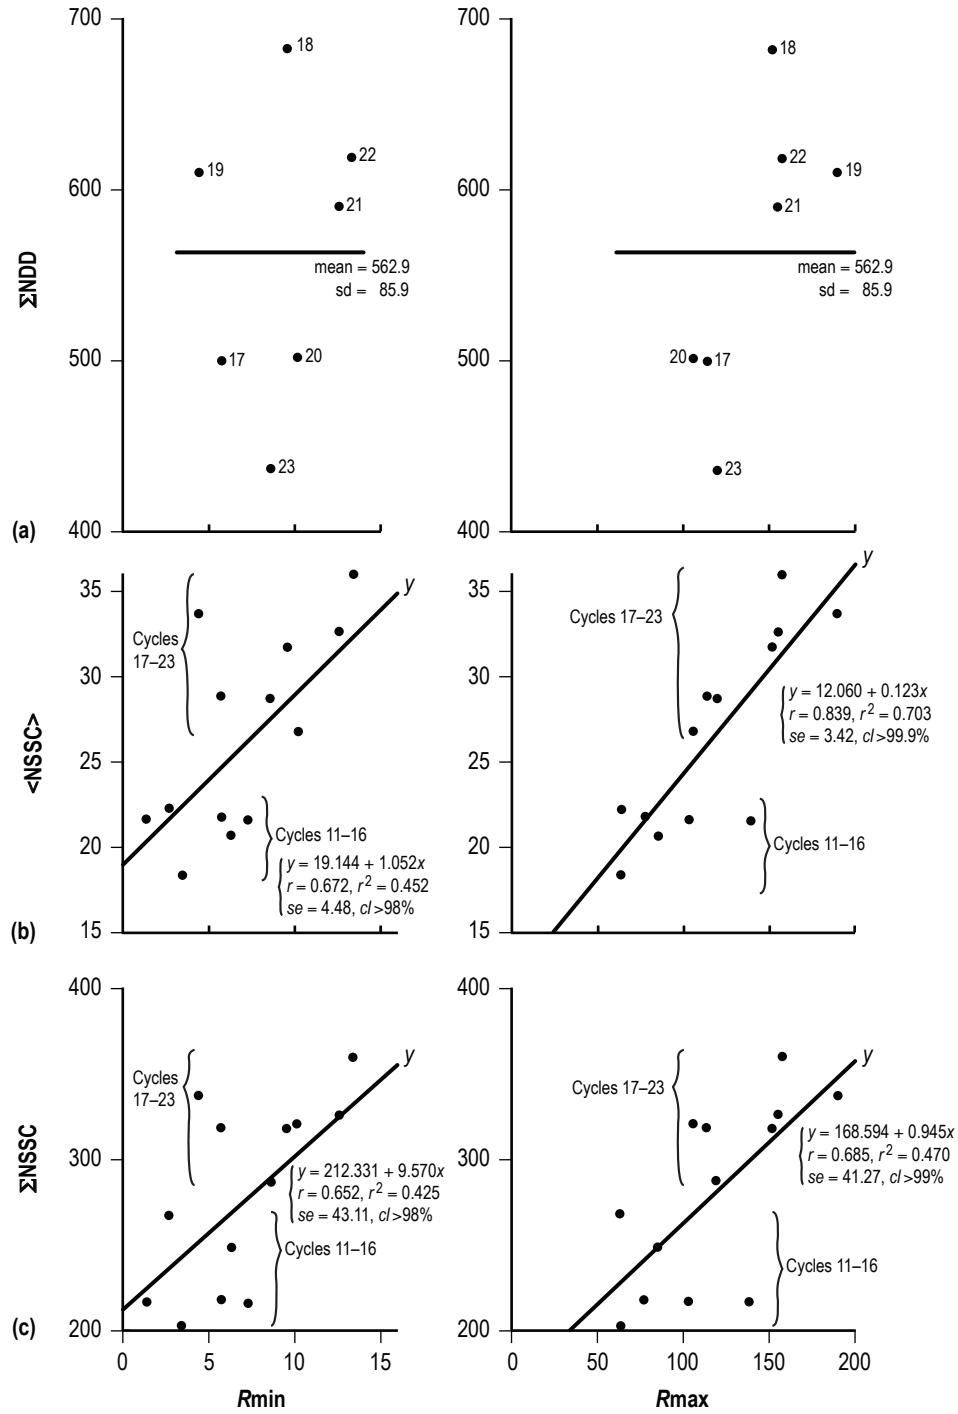 700
600
500
400
ΣNDD
(a)
18
19
22
21
mean = 562.9
sd = 85.9
17
20
23
700
600
500
400
18
22
19
21
mean = 562.9
sd = 85.9
20
17
23
35
30
25
20
15
<NSSC>
(b)
y
Cycles
17–23
Cycles 11–16
y = 19.144 + 1.052x
r = 0.672, r² = 0.452
se = 4.48, cl >98%
35
30
25
20
15
y
Cycles 17–23
y = 12.060 + 0.123x
r = 0.839, r² = 0.703
se = 3.42, cl >99.9%
Cycles 11–16
400
300
200
ΣNSSC
(c)
y
Cycles
17–23
y = 212.331 + 9.570x
r = 0.652, r² = 0.425
se = 43.11, cl >98%
Cycles 11–16
0 5 10 15
Rmin
400
300
200
y
Cycles 17–23
y = 168.594 + 0.945x
r = 0.685, r² = 0.470
se = 41.27, cl >99%
Cycles 11–16
0 50 100 150 200
Rmax